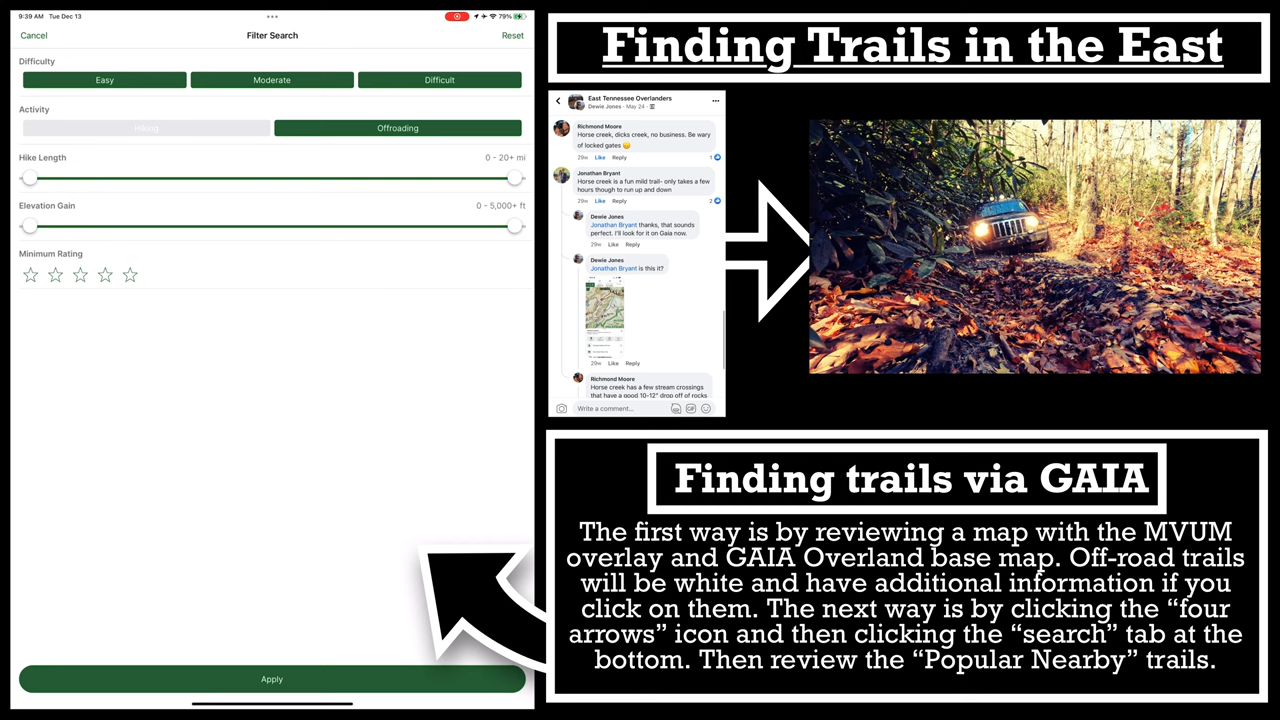 9:39 AM Tue Dec 13
79%
Cancel
Filter Search
Reset
Difficulty
Easy
Moderate
Difficult
Activity
Hiking
Offroading
Hike Length
0 - 20+ mi
Elevation Gain
0 - 5,000+ ft
Minimum Rating
Apply
Finding Trails in the East
East Tennessee Overlanders
Dewie Jones · May 24 ·
Richmond Moore
Horse creek, dicks creek, no business. Be wary
of locked gates
29w Like Reply
1
Jonathan Bryant
Horse creek is a fun mild trail- only takes a few
hours though to run up and down
29w Like Reply
2
Dewie Jones
Jonathan Bryant thanks, that sounds
perfect. I'll look for it on Gaia now.
29w Like Reply
Dewie Jones
Jonathan Bryant is this it?
29w Like Reply
Richmond Moore
Horse creek has a few stream crossings
that have a good 10-12" drop off of rocks
Write a comment...
GIF
Finding trails via GAIA
The first way is by reviewing a map with the MVUM
overlay and GAIA Overland base map. Off-road trails
will be white and have additional information if you
click on them. The next way is by clicking the “four
arrows” icon and then clicking the “search” tab at the
bottom. Then review the “Popular Nearby” trails.